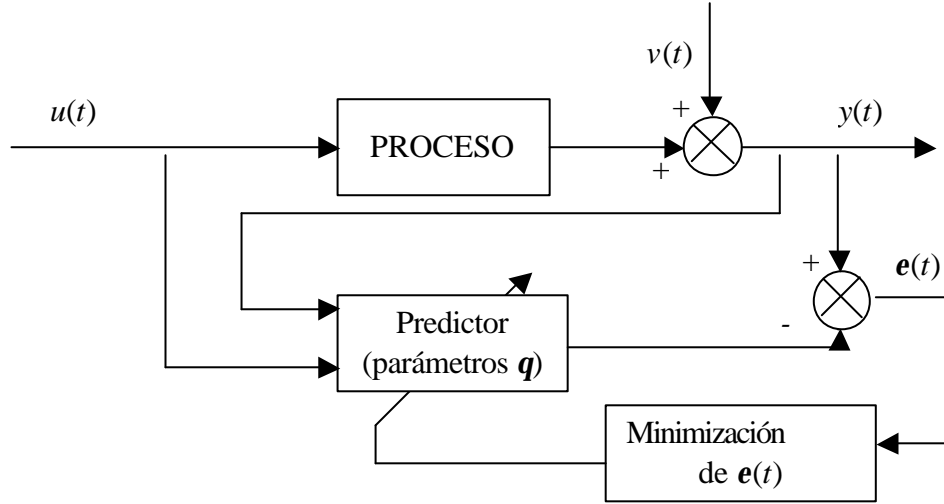 v(t)
u(t)
+
y(t)
PROCESO
+
+
e(t)
Predictor
(parámetros q)
-
Minimización
de e(t)